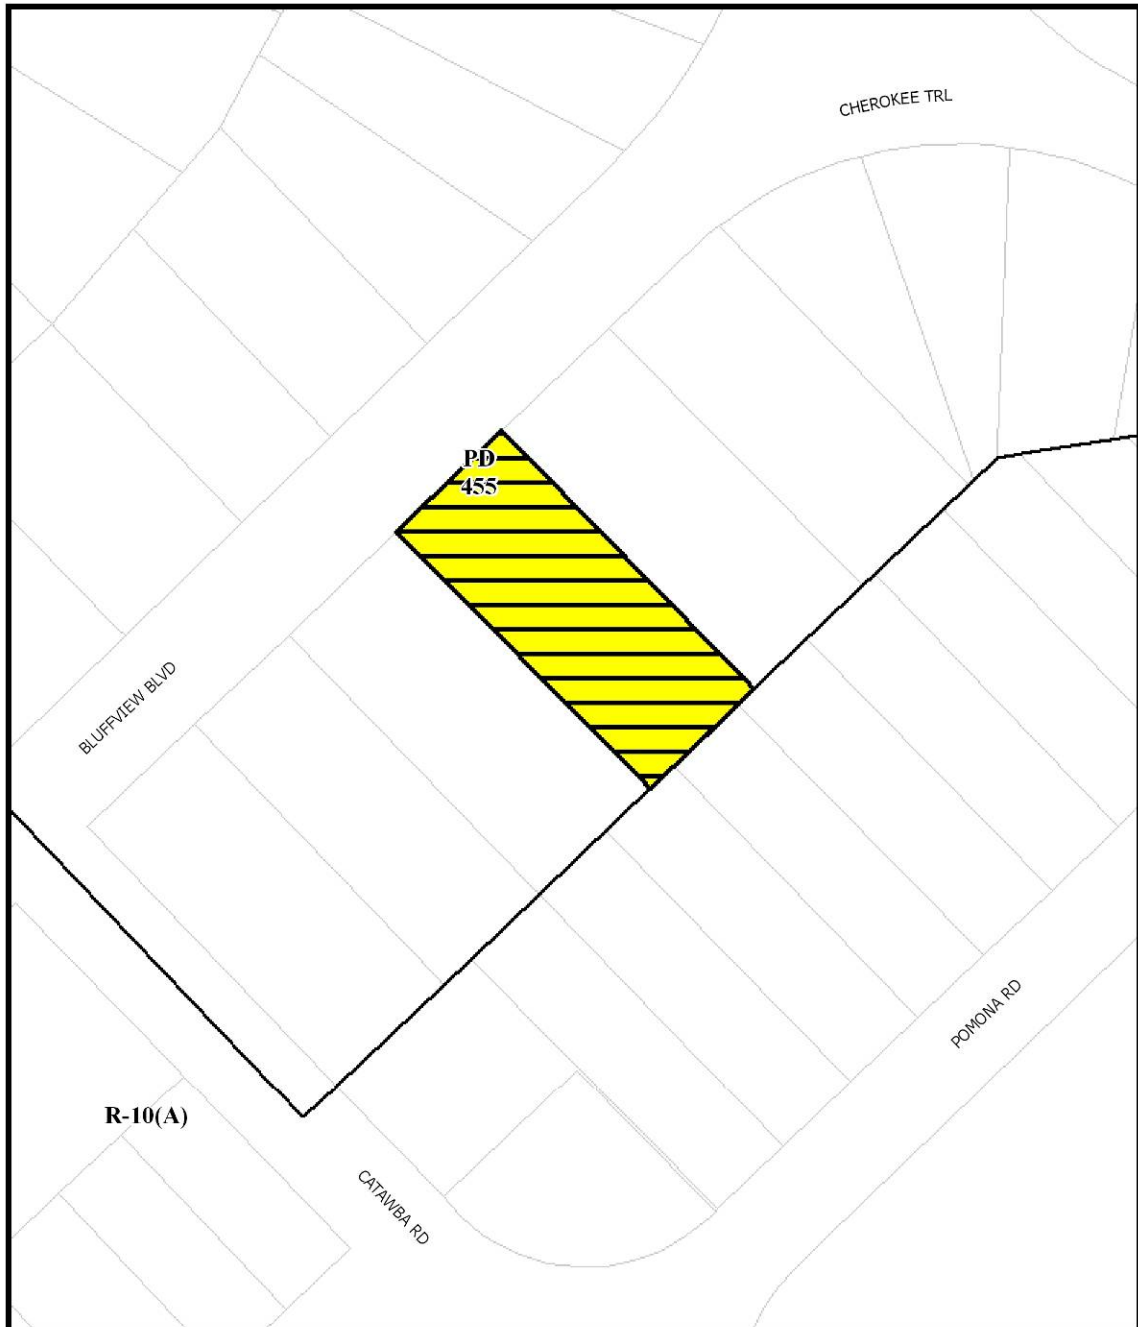 CHEROKEE TRL
PD
455
BLUFFVIEW BLVD
POMONA RD
R-10(A)
CATAWBA RD